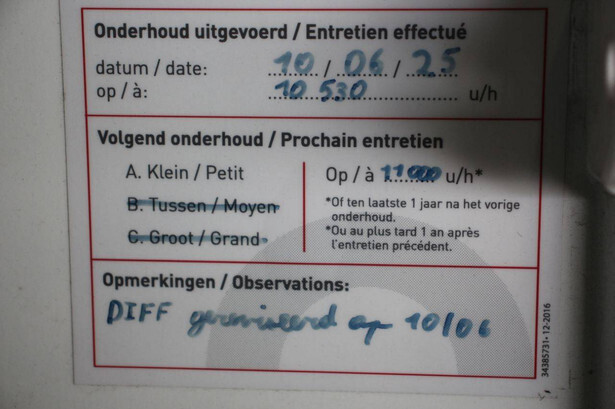 Onderhoud uitgevoerd / Entretien effectué
datum / date: 10 / 06 / 25
op / à: 10 530 u/h
Volgend onderhoud / Prochain entretien
A. Klein / Petit
B. Tussen / Moyen
C. Groot / Grand
Op / à 11 000 u/h*
*Of ten laatste 1 jaar na het vorige
onderhoud.
*Ou au plus tard 1 an après
l'entretien précédent.
Opmerkingen / Observations:
DIFF gereviseerd op 10/06
34385731 • 12-2016